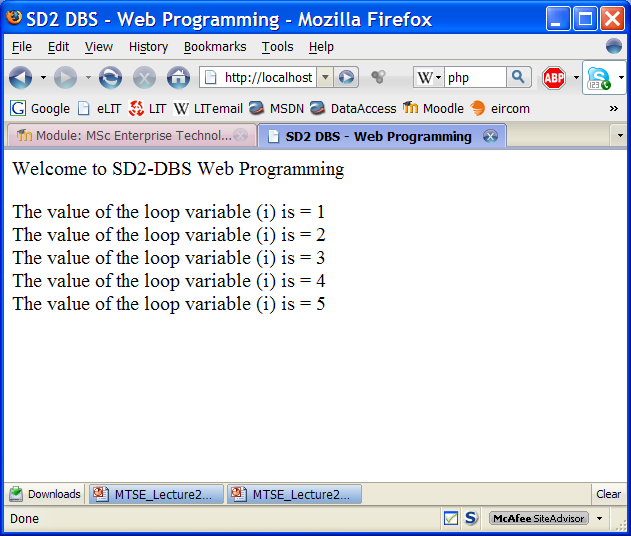 SD2 DBS - Web Programming - Mozilla Firefox
File Edit View History Bookmarks Tools Help
http://localhost W php ABP 123
Google eLIT LIT W LITemail MSDN DataAccess Moodle eircom »
Module: MSc Enterprise Technol... SD2 DBS - Web Programming
Welcome to SD2-DBS Web Programming
The value of the loop variable (i) is = 1
The value of the loop variable (i) is = 2
The value of the loop variable (i) is = 3
The value of the loop variable (i) is = 4
The value of the loop variable (i) is = 5
Downloads MTSE_Lecture2... MTSE_Lecture2... Clear
Done S McAfee SiteAdvisor